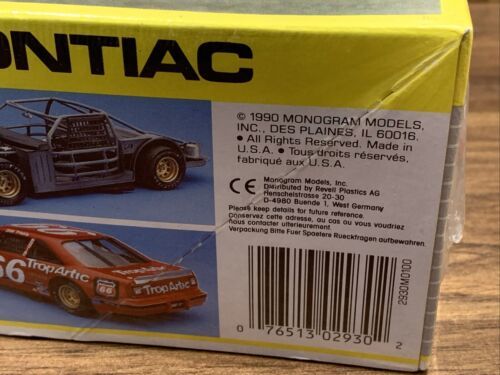 ONTIAC
© 1990 MONOGRAM MODELS,
INC., DES PLAINES, IL 60016.
• All Rights Reserved. Made in
U.S.A. • Tous droits réservés,
fabriqué aux U.S.A.
CE Monogram Models, Inc.
Distributed by Revell Plastics AG
Henschelstrasse 20-30
D-4980 Buende 1, West Germany
Please keep details for future reference.
Conservez cette adresse, au cas ou vous voudriez
nous contacter ulterieurement.
Verpackung Bitte Fuer Spaetere Rueckfragen aufbewahren.
66
TropArtic
TropArtic
66
2930M0100
0 76513 02930 2